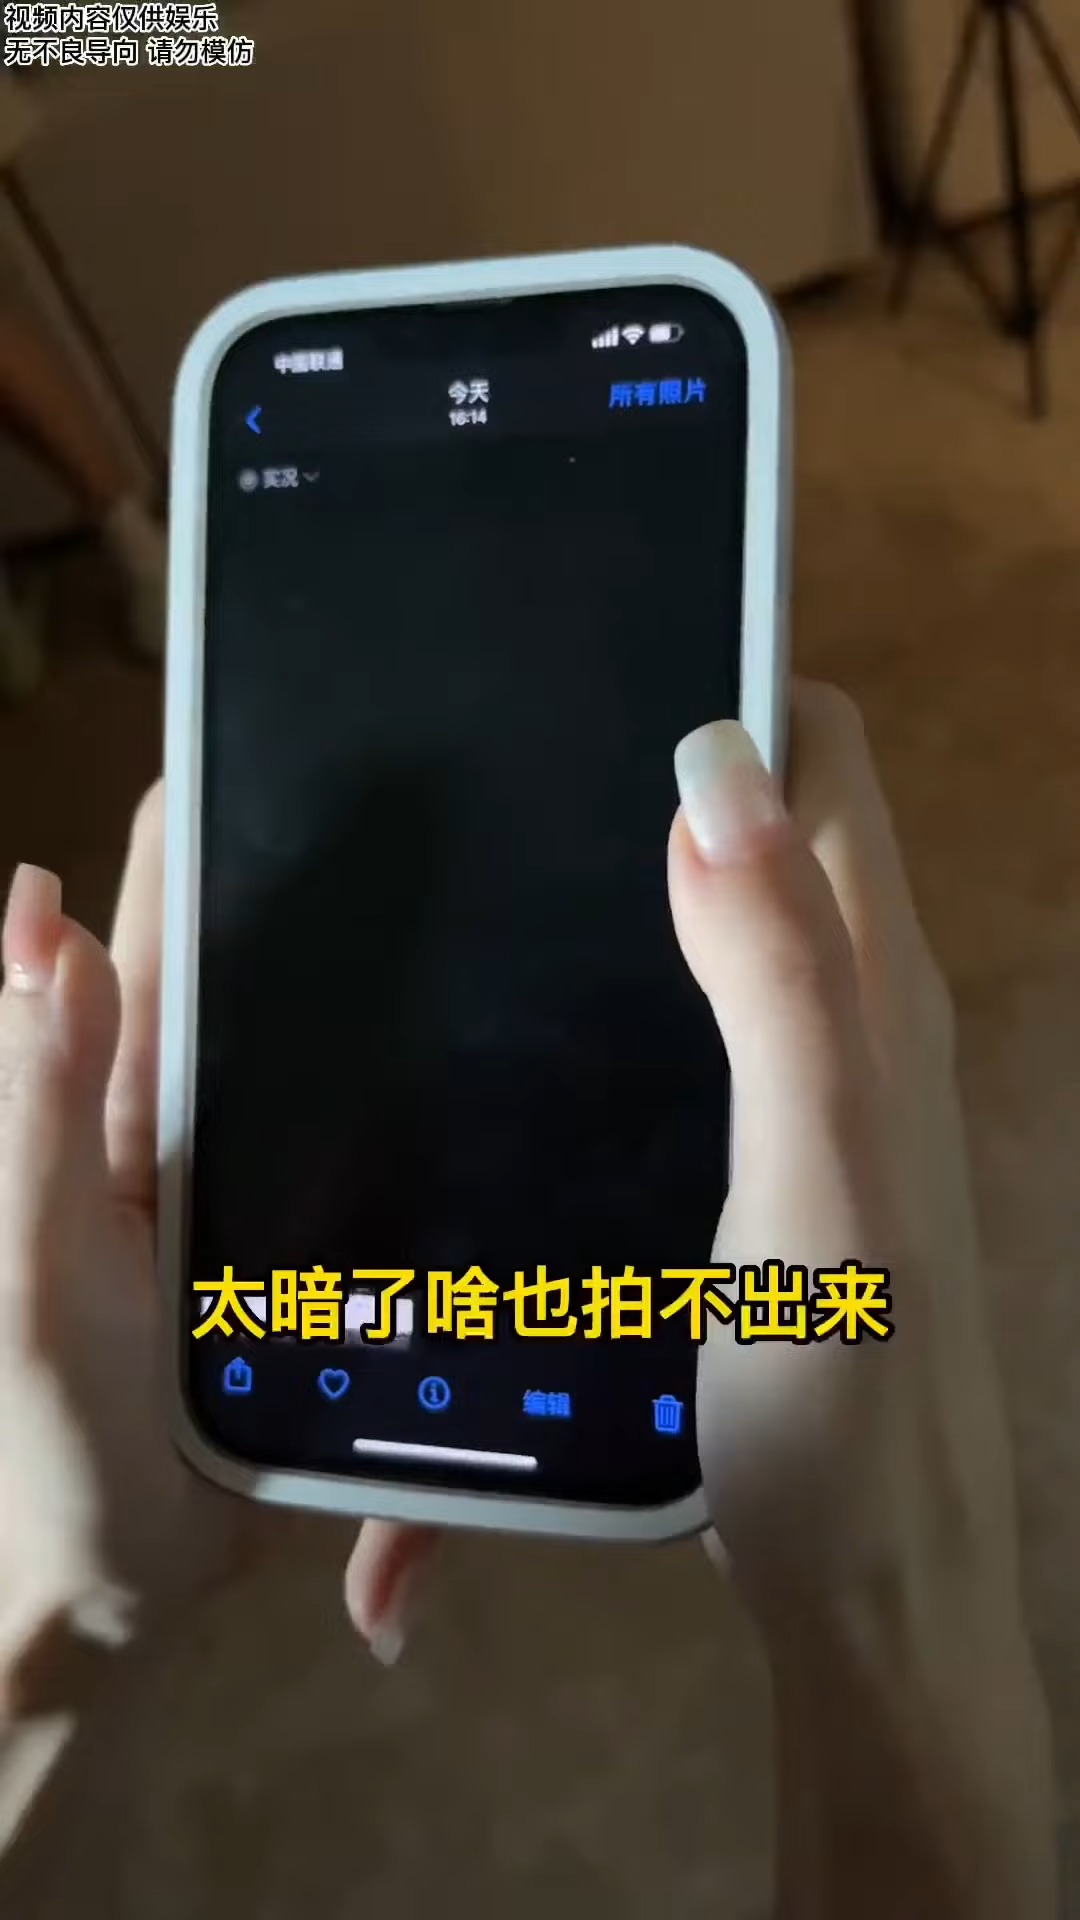 视频内容仅供娱乐
无不良导向 请勿模仿
中国联通
今天
所有照片
16:14
实况
太暗了啥也拍不出来
编辑